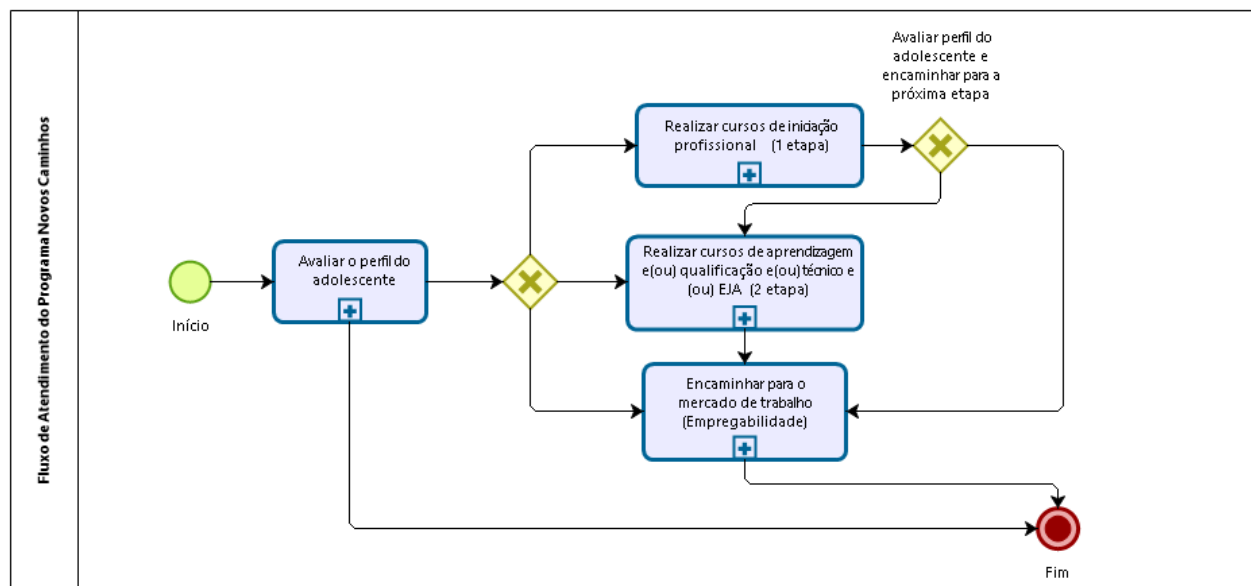 Fluxo de Atendimento do Programa Novos Caminhos
Início
Avaliar o perfil do
adolescente
Realizar cursos de iniciação
profissional (1 etapa)
Avaliar perfil do
adolescente e
encaminhar para a
próxima etapa
Realizar cursos de aprendizagem
e(ou) qualificação e(ou) técnico e
(ou) EJA (2 etapa)
Encaminhar para o
mercado de trabalho
(Empregabilidade)
Fim